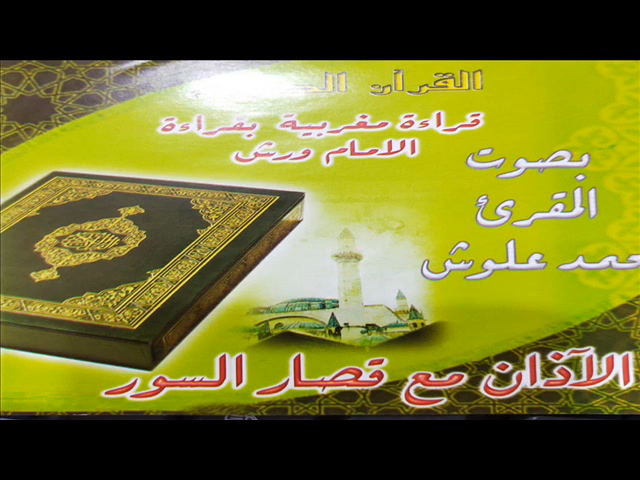 القرآن
قراءة مغربية بقراءة
الامام ورش
بصوت
المقرئ
علوش
الآذان مع قصار السور